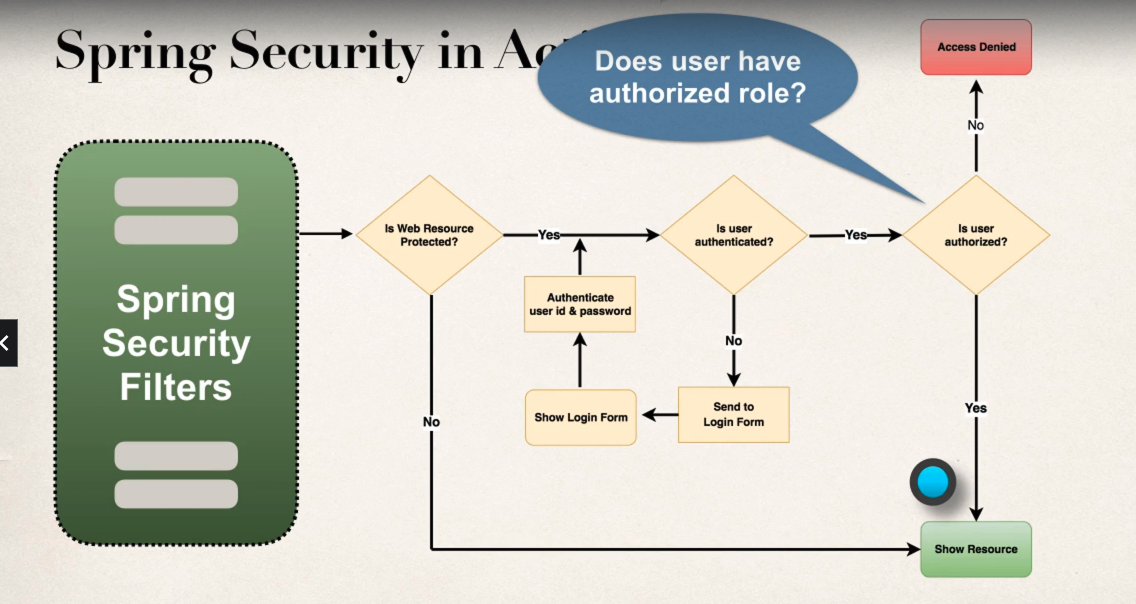 Spring Security in Ac
Does user have
authorized role?
Access Denied
No
Spring
Security
Filters
Is Web Resource
Protected?
Yes
Is user
authenticated?
Yes
Is user
authorized?
Authenticate
user id & password
No
Show Login Form
Send to
Login Form
No
Yes
Show Resource